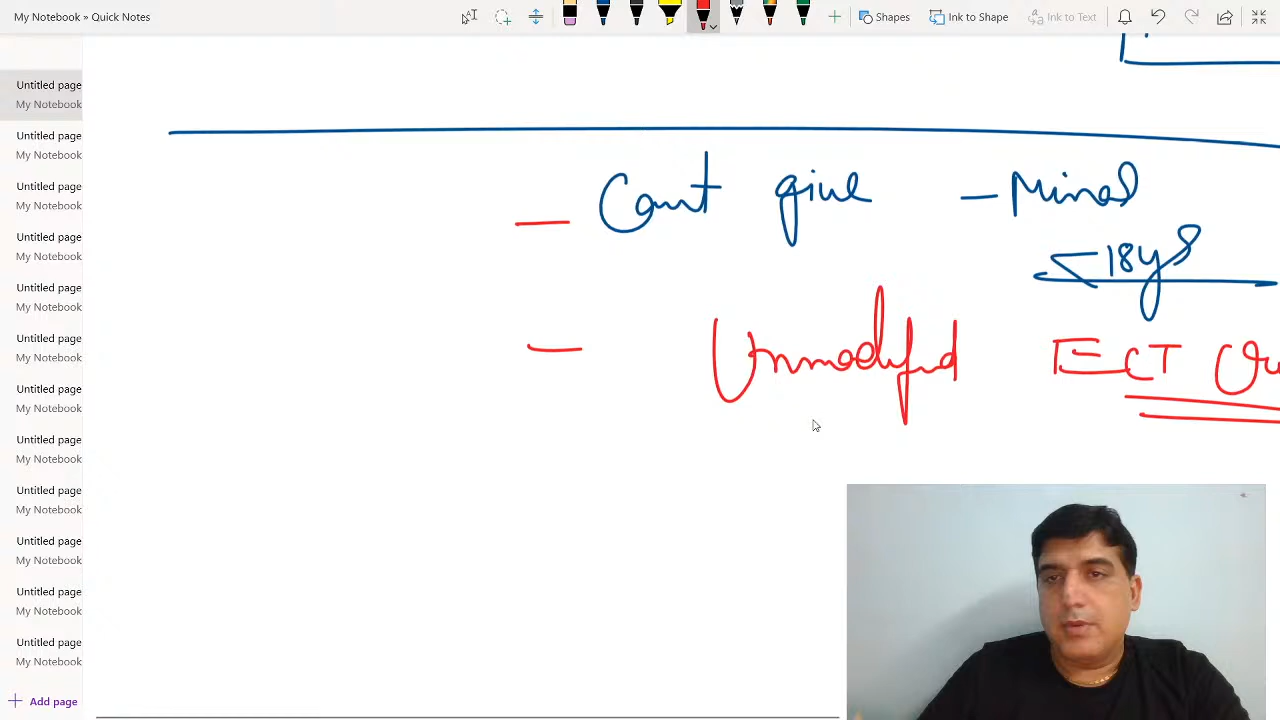 My Notebook » Quick Notes
Shapes
Ink to Shape
Ink to Text
Untitled page
My Notebook
Untitled page
My Notebook
Untitled page
My Notebook
Untitled page
My Notebook
Untitled page
My Notebook
Untitled page
My Notebook
Untitled page
My Notebook
Untitled page
My Notebook
Untitled page
My Notebook
Untitled page
My Notebook
Untitled page
My Notebook
Untitled page
My Notebook
Add page
— Cant give – Minor
<18yr
— Unmodified ECT